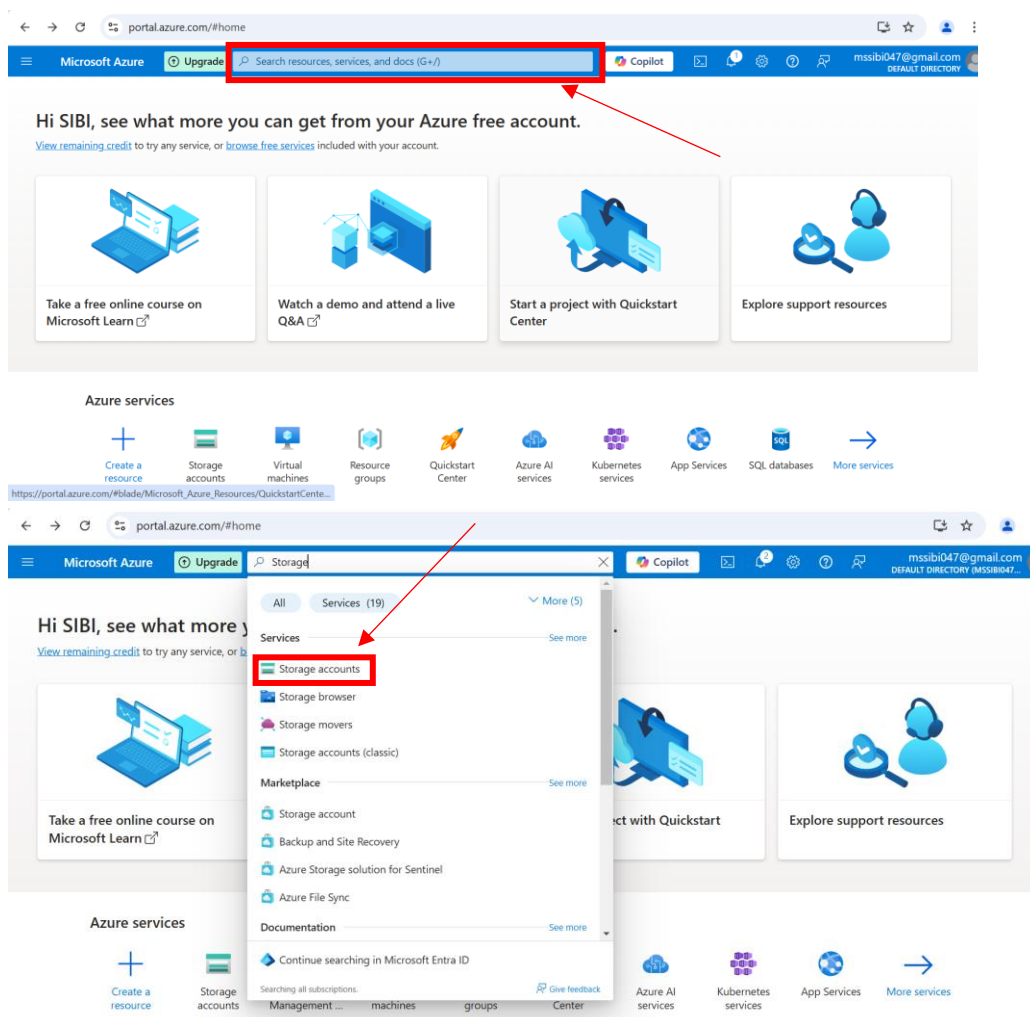 portal.azure.com/#home
Microsoft Azure Upgrade Search resources, services, and docs (G+/) Copilot 1 mssibi047@gmail.com
DEFAULT DIRECTORY
Hi SIBI, see what more you can get from your Azure free account.
View remaining credit to try any service, or browse free services included with your account.
Take a free online course on
Microsoft Learn
Watch a demo and attend a live
Q&A
Start a project with Quickstart
Center
Explore support resources
Azure services
SQL
Create a
resource
Storage
accounts
Virtual
machines
Resource
groups
Quickstart
Center
Azure AI
services
Kubernetes
services
App Services
SQL databases
More services
https://portal.azure.com/#blade/Microsoft_Azure_Resources/QuickstartCente...
portal.azure.com/#home
Microsoft Azure Upgrade Storage Copilot 2 mssibi047@gmail.com
DEFAULT DIRECTORY (MSSIBI047...
Hi SIBI, see what more y
.
View remaining credit to try any service, or b
All Services (19) More (5)
Services See more
Storage accounts
Storage browser
Storage movers
Storage accounts (classic)
Marketplace See more
Storage account
Backup and Site Recovery
Azure Storage solution for Sentinel
Azure File Sync
Documentation See more
Continue searching in Microsoft Entra ID
Searching all subscriptions. Give feedback
Take a free online course on
Microsoft Learn
ect with Quickstart
Explore support resources
Azure services
Create a
resource
Storage
accounts
Management ...
machines
groups
Center
Azure AI
services
Kubernetes
services
App Services
More services